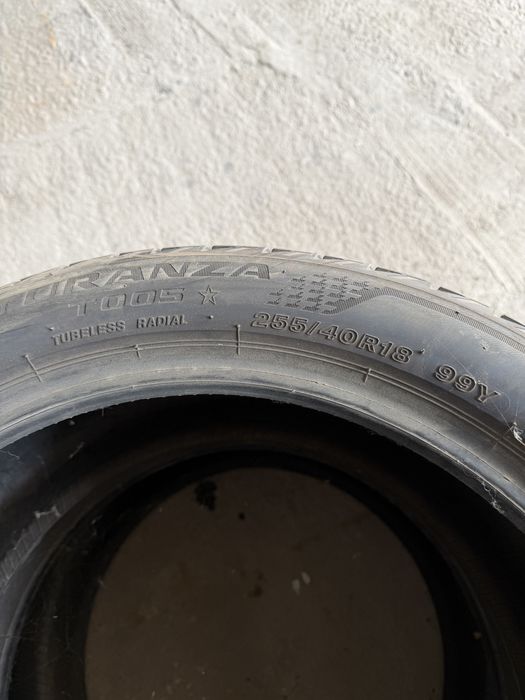 TURANZA
T005 ☆
TUBELESS RADIAL
255/40R18 99Y